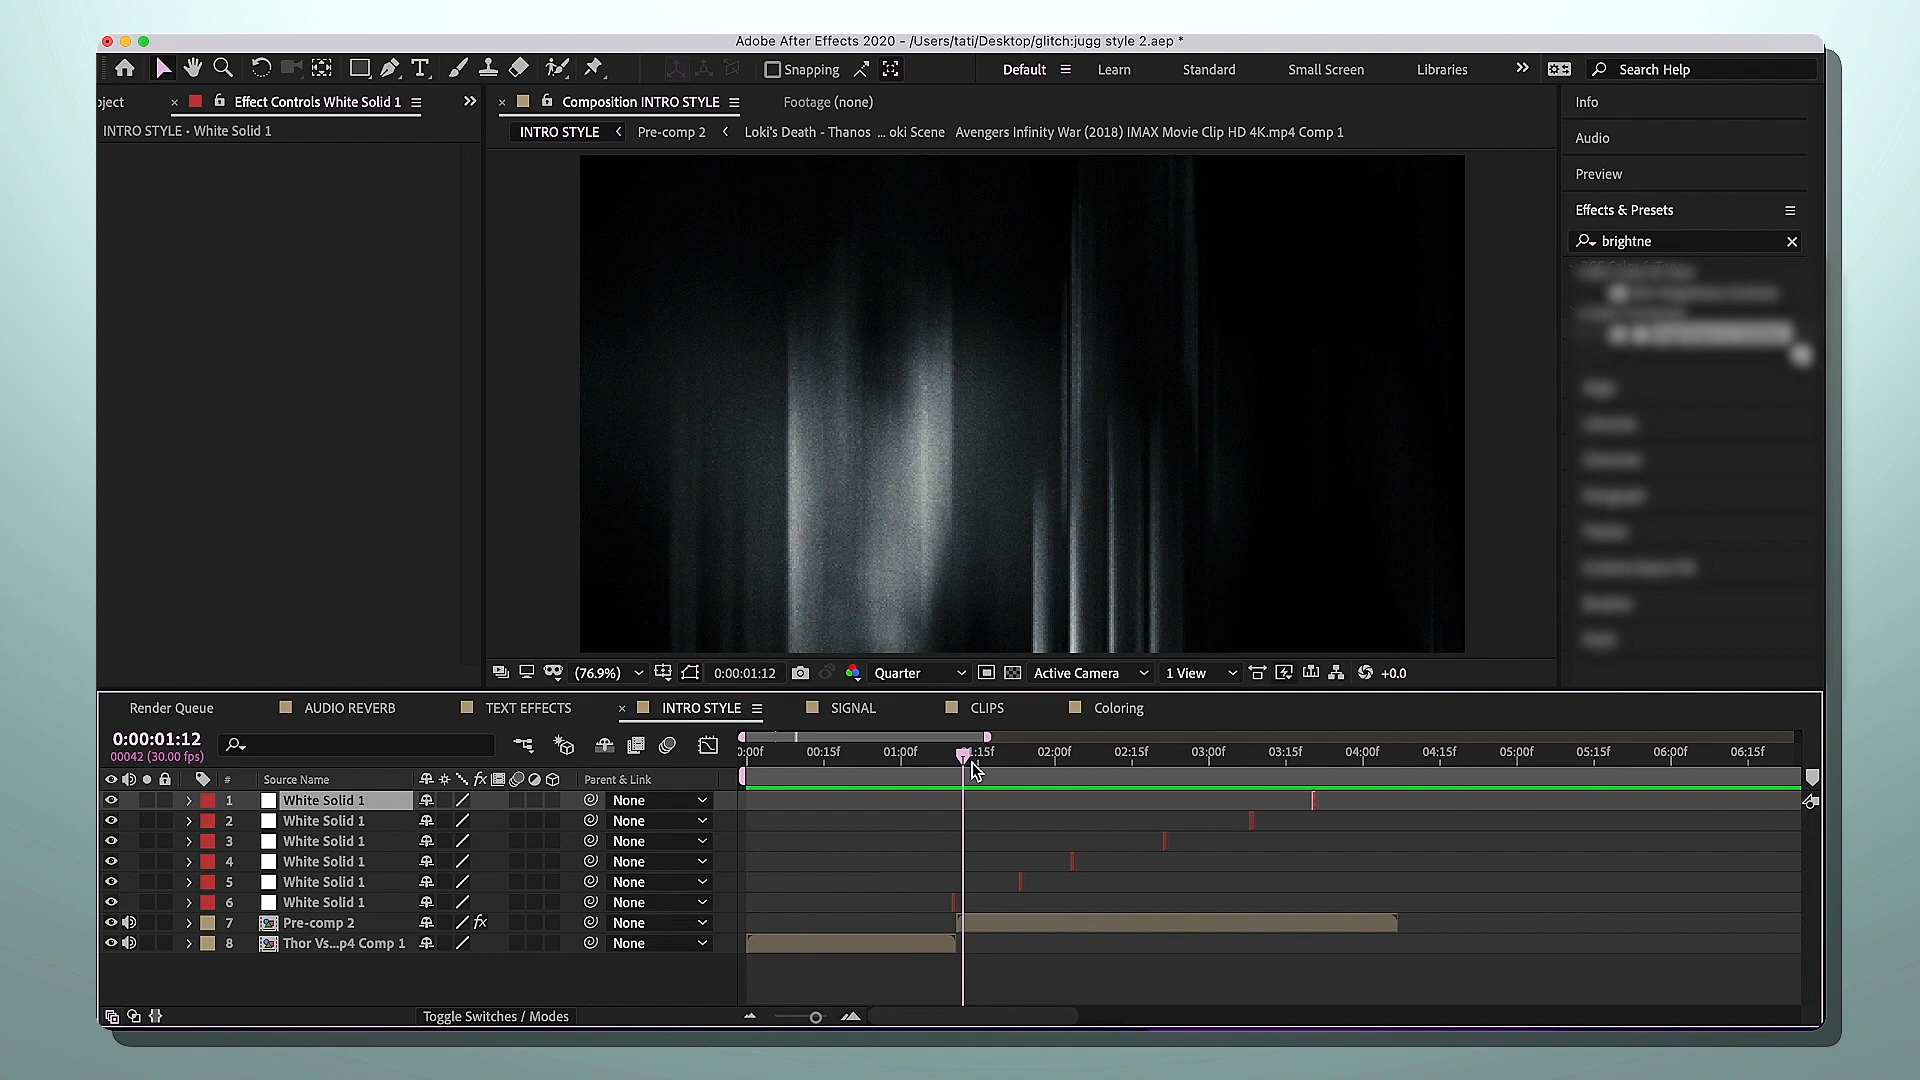 Adobe After Effects 2020 - /Users/tati/Desktop/glitch:jugg style 2.aep *
Snapping
Default
Learn
Standard
Small Screen
Libraries
Search Help
oject
Effect Controls White Solid 1
Composition INTRO STYLE
Footage (none)
Info
INTRO STYLE • White Solid 1
INTRO STYLE
Pre-comp 2
Loki's Death - Thanos ... oki Scene Avengers Infinity War (2018) IMAX Movie Clip HD 4K.mp4 Comp 1
Audio
Preview
Effects & Presets
brightne
(76.9%)
0:00:01:12
Quarter
Active Camera
1 View
+0.0
Render Queue
AUDIO REVERB
TEXT EFFECTS
INTRO STYLE
SIGNAL
CLIPS
Coloring
0:00:01:12
00042 (30.00 fps)
0:00f 00:15f 01:00f 01:15f 02:00f 02:15f 03:00f 03:15f 04:00f 04:15f 05:00f 05:15f 06:00f 06:15f
# Source Name fx Parent & Link
1 White Solid 1 None
2 White Solid 1 None
3 White Solid 1 None
4 White Solid 1 None
5 White Solid 1 None
6 White Solid 1 None
7 Pre-comp 2 fx None
8 Thor Vs...p4 Comp 1 None
Toggle Switches / Modes